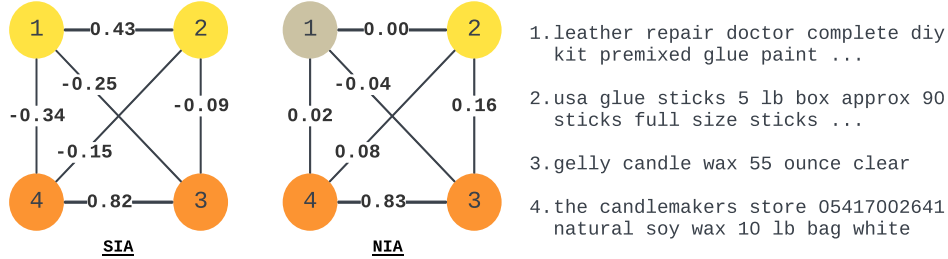 1
0.43
2
-0.25
-0.34
-0.09
-0.15
4
0.82
3
SIA
1
0.00
2
-0.04
0.02
0.16
0.08
4
0.83
3
NIA
1.leather repair doctor complete diy
kit premixed glue paint ...
2.usa glue sticks 5 lb box approx 90
sticks full size sticks ...
3.gelly candle wax 55 ounce clear
4.the candlemakers store 05417002641
natural soy wax 10 lb bag white